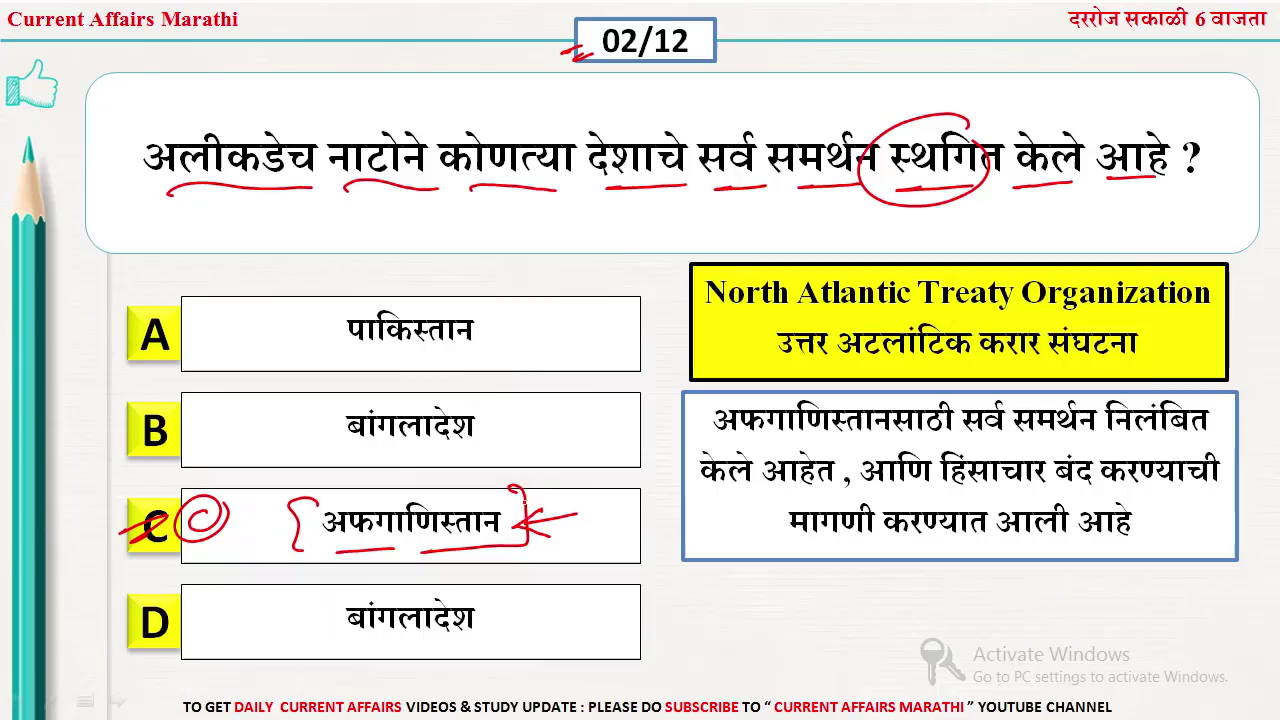 Current Affairs Marathi
दररोज सकाळी 6 वाजता
02/12
अलीकडेच नाटोने कोणत्या देशाचे सर्व समर्थन स्थगित केले आहे ?
A
पाकिस्तान
B
बांगलादेश
C
अफगाणिस्तान
D
बांगलादेश
North Atlantic Treaty Organization
उत्तर अटलांटिक करार संघटना
अफगाणिस्तानसाठी सर्व समर्थन निलंबित
केले आहेत , आणि हिंसाचार बंद करण्याची
मागणी करण्यात आली आहे
Activate Windows
Go to PC settings to activate Windows.
TO GET DAILY CURRENT AFFAIRS VIDEOS & STUDY UPDATE : PLEASE DO SUBSCRIBE TO “ CURRENT AFFAIRS MARATHI ” YOUTUBE CHANNEL